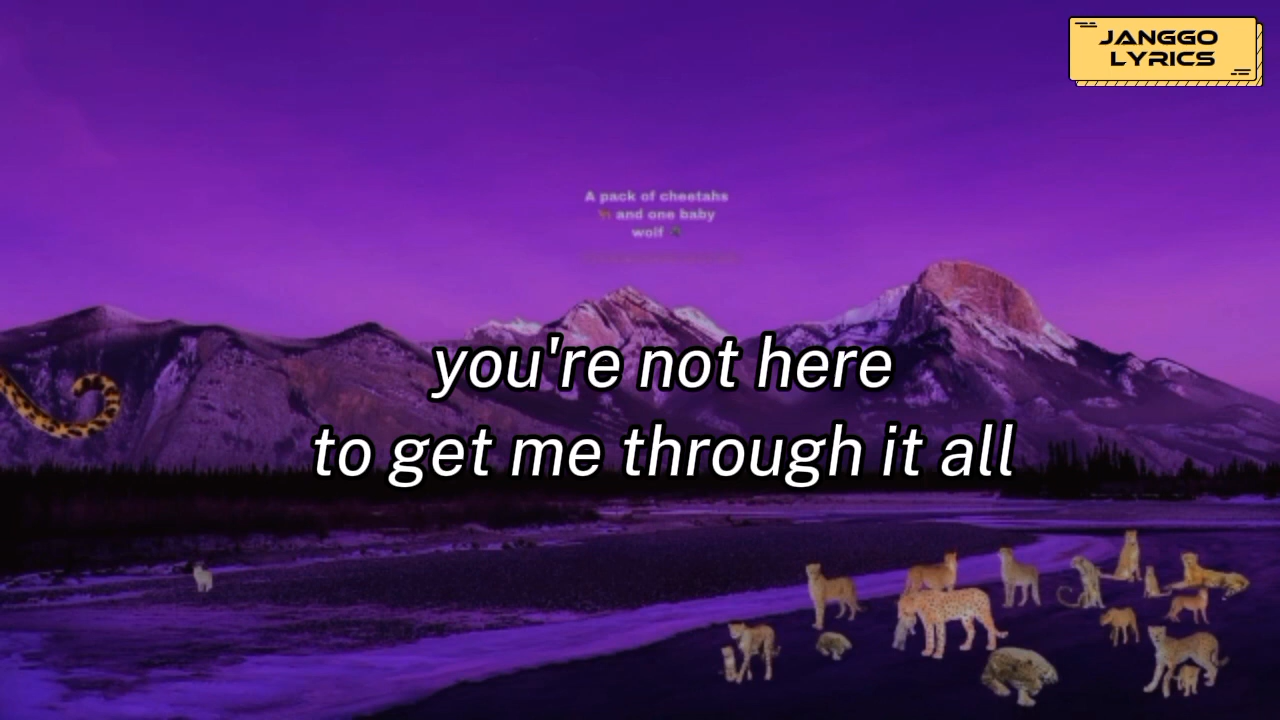 JANGGO
LYRICS
A pack of cheetahs
🐆 and one baby
wolf 🐺
you're not here
to get me through it all